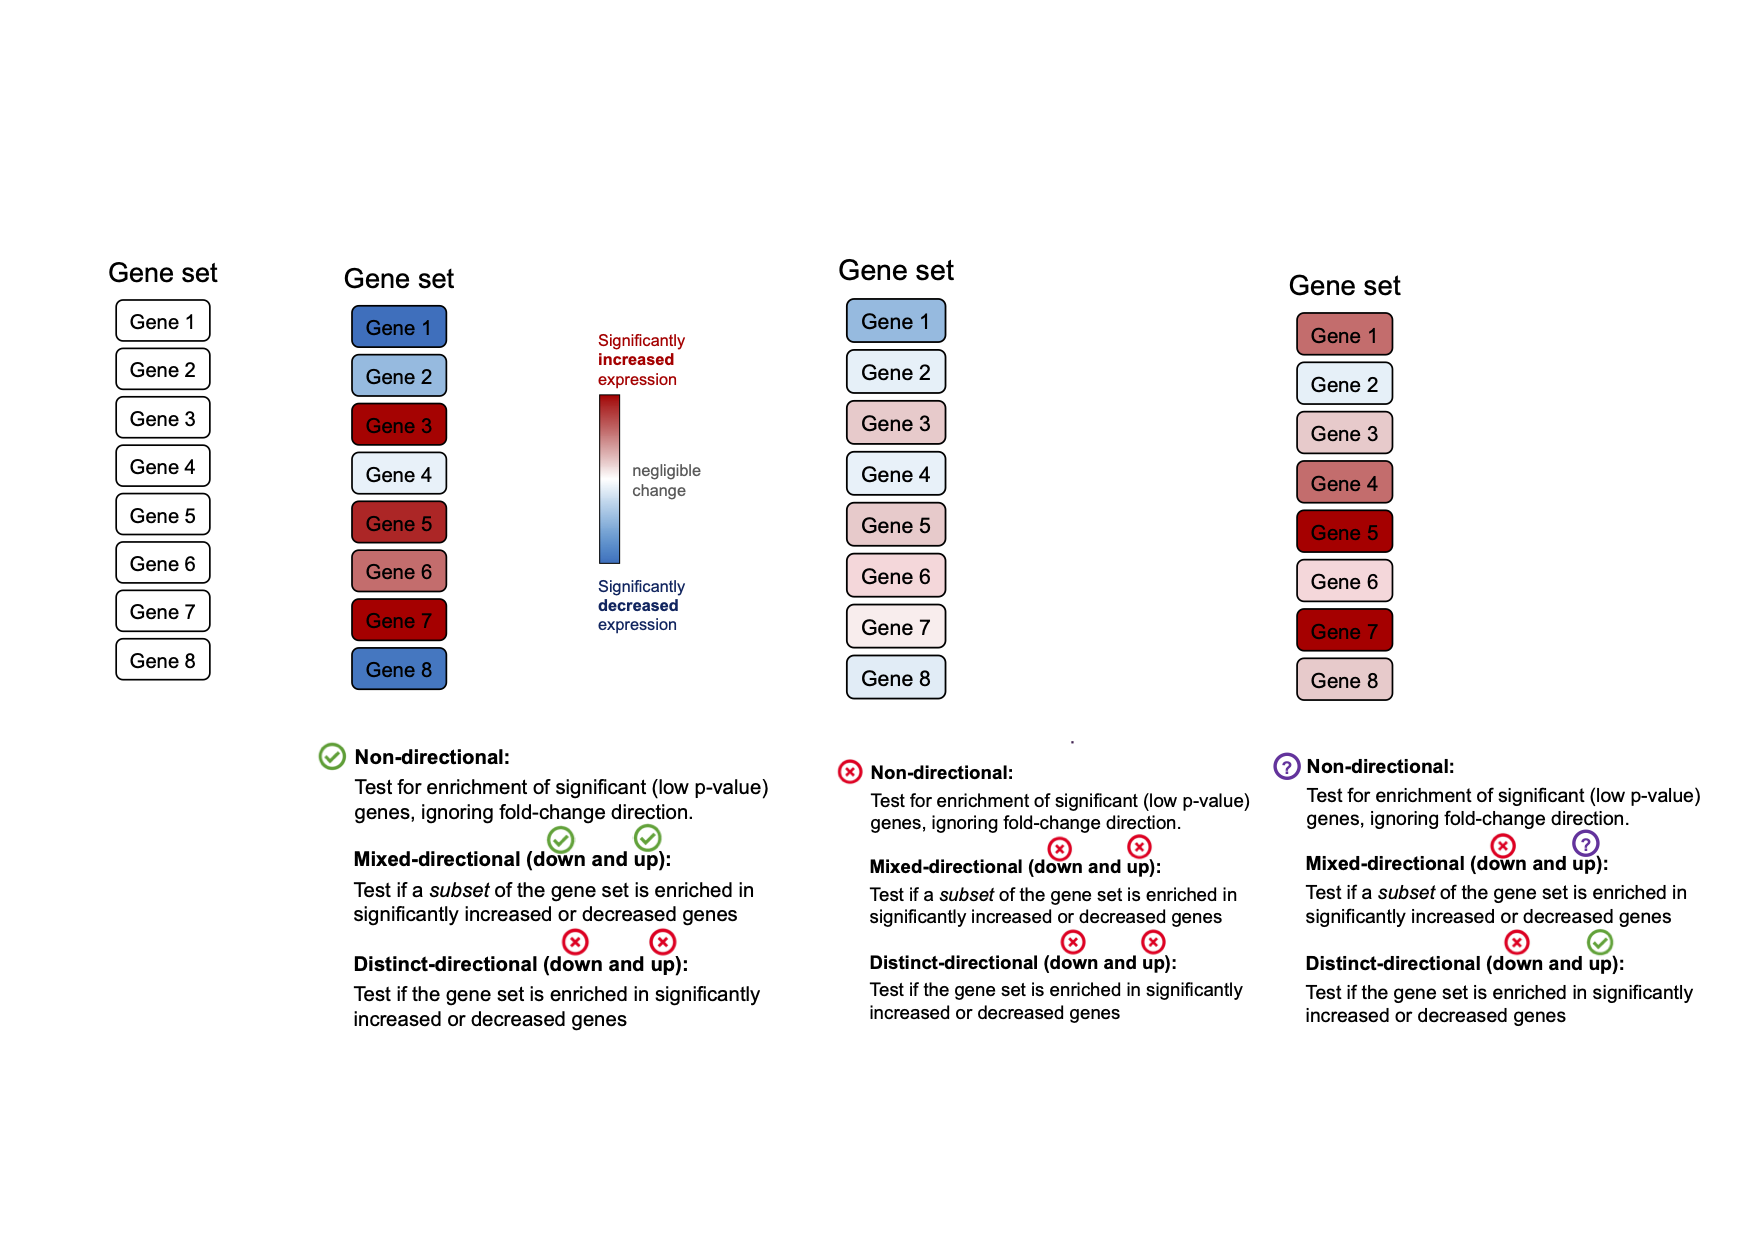 Gene set
Gene 1
Gene 2
Gene 3
Gene 4
Gene 5
Gene 6
Gene 7
Gene 8
Gene set
Gene 1
Gene 2
Gene 3
Gene 4
Gene 5
Gene 6
Gene 7
Gene 8
Significantly
increased
expression
negligible
change
Significantly
decreased
expression
Non-directional:
Test for enrichment of significant (low p-value)
genes, ignoring fold-change direction.
Mixed-directional (down and up):
Test if a subset of the gene set is enriched in
significantly increased or decreased genes
Distinct-directional (down and up):
Test if the gene set is enriched in significantly
increased or decreased genes
Gene set
Gene 1
Gene 2
Gene 3
Gene 4
Gene 5
Gene 6
Gene 7
Gene 8
Non-directional:
Test for enrichment of significant (low p-value)
genes, ignoring fold-change direction.
Mixed-directional (down and up):
Test if a subset of the gene set is enriched in
significantly increased or decreased genes
Distinct-directional (down and up):
Test if the gene set is enriched in significantly
increased or decreased genes
Gene set
Gene 1
Gene 2
Gene 3
Gene 4
Gene 5
Gene 6
Gene 7
Gene 8
? Non-directional:
Test for enrichment of significant (low p-value)
genes, ignoring fold-change direction.
?
Mixed-directional (down and up):
Test if a subset of the gene set is enriched in
significantly increased or decreased genes
Distinct-directional (down and up):
Test if the gene set is enriched in significantly
increased or decreased genes